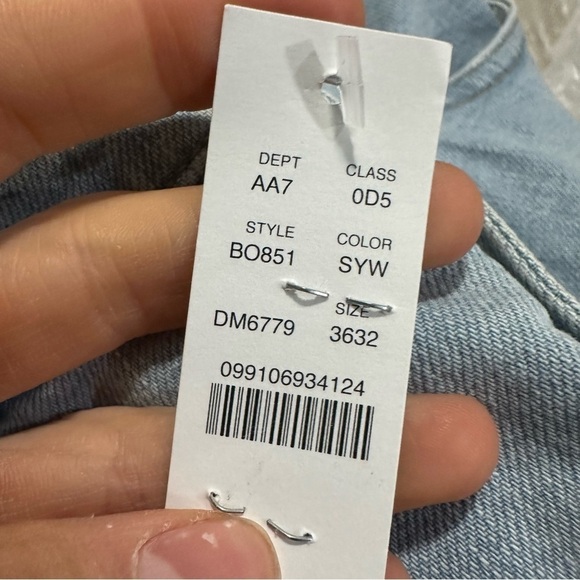 DEPT CLASS
AA7 0D5
STYLE COLOR
BO851 SYW
SIZE
DM6779 3632
099106934124